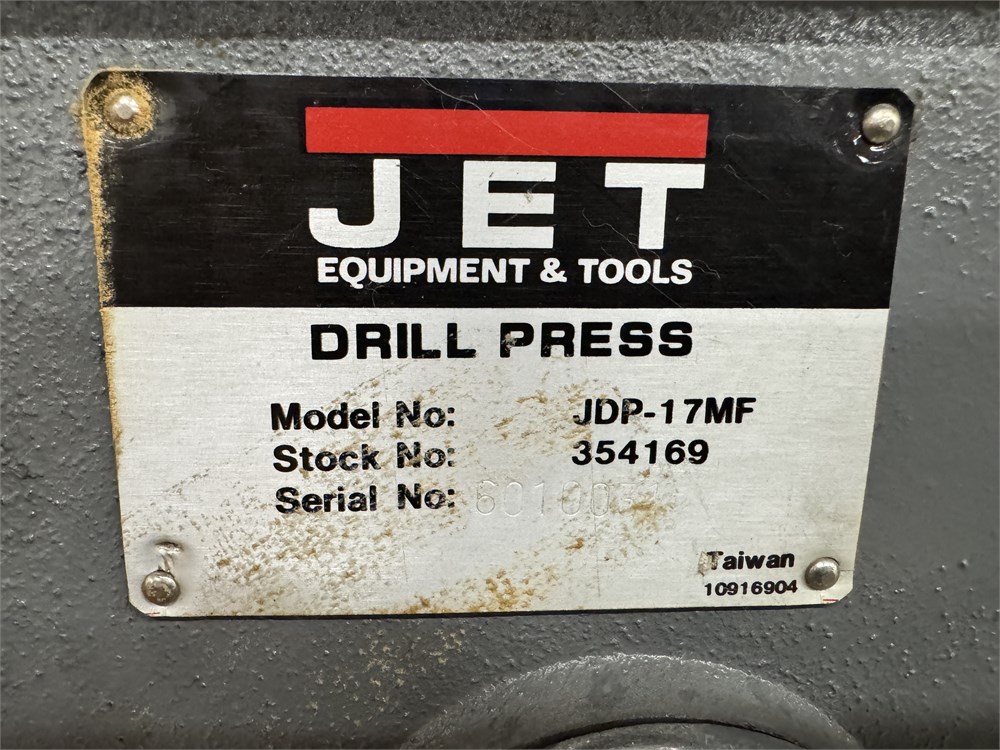 JET
EQUIPMENT & TOOLS
DRILL PRESS
Model No: JDP-17MF
Stock No: 354169
Serial No:
Taiwan
10916904